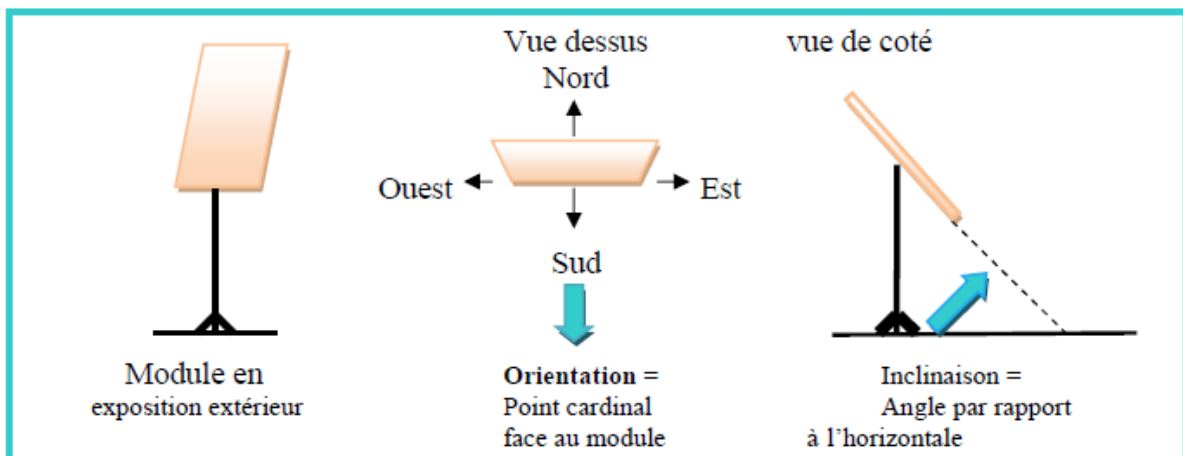 Vue dessus
vue de coté
Nord
Ouest
Est
Sud
Module en
exposition extérieur
Orientation =
Point cardinal
face au module
Inclinaison =
Angle par rapport
à l’horizontale